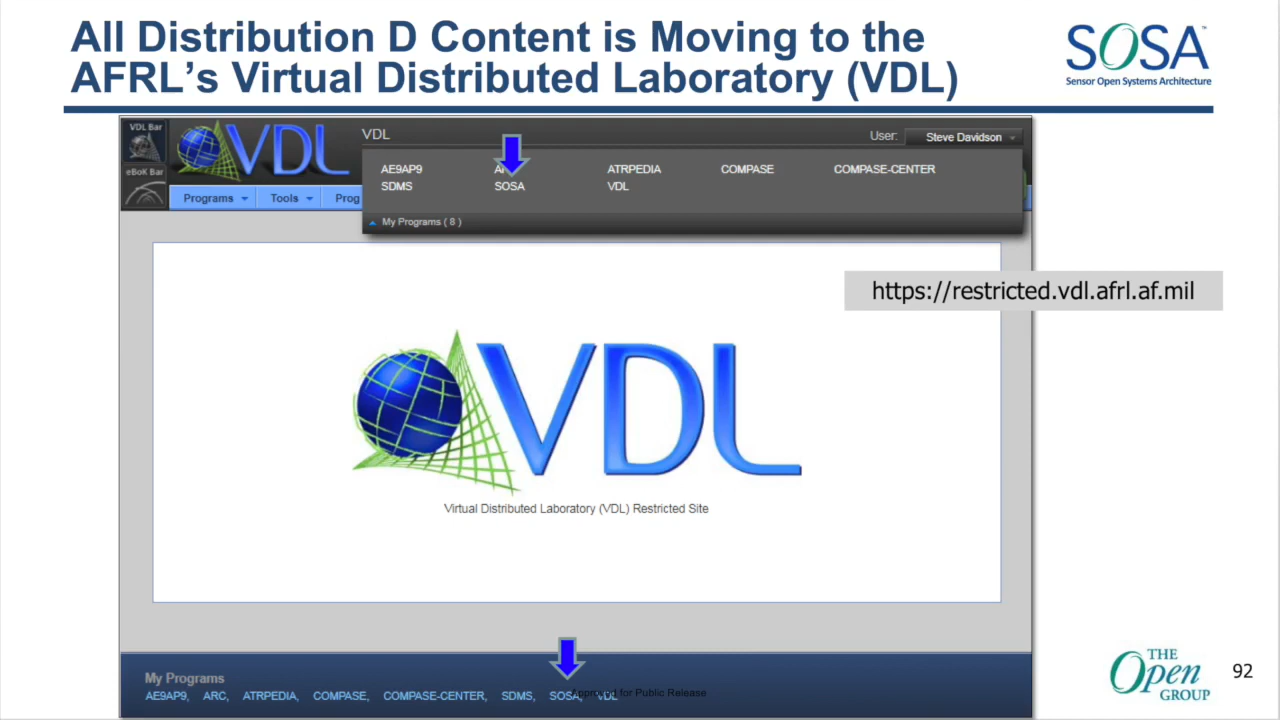 All Distribution D Content is Moving to the
AFRL’s Virtual Distributed Laboratory (VDL)
SOSA™
Sensor Open Systems Architecture
VDL Bar
eBoK Bar
VDL
VDL
User: Steve Davidson
AE9AP9 ATRPEDIA COMPASE COMPASE-CENTER
SDMS SOSA VDL
My Programs ( 8 )
Programs Tools Prog
https://restricted.vdl.afrl.af.mil
VDL
Virtual Distributed Laboratory (VDL) Restricted Site
My Programs
AE9AP9, ARC, ATRPEDIA, COMPASE, COMPASE-CENTER, SDMS, SOSA, VDL
Approved for Public Release
THE
Open
GROUP
92